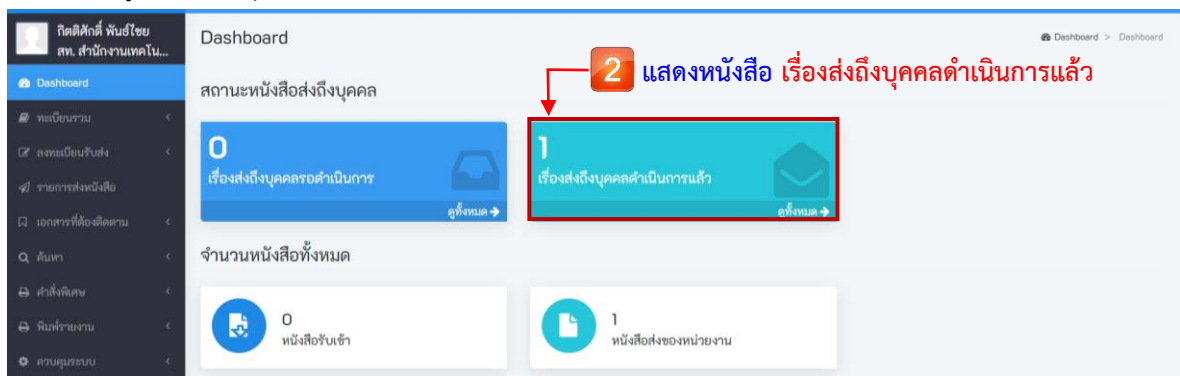 กิตติศักดิ์ พันธ์ไชย
สท. สำนักงานเทคโน...
Dashboard
Dashboard > Dashboard
2 แสดงหนังสือ เรื่องส่งถึงบุคคลดำเนินการแล้ว
Dashboard
ทะเบียนรวม
ลงทะเบียนรับส่ง
รายการส่งหนังสือ
เอกสารที่ต้องติดตาม
ค้นหา
คำสั่งพิเศษ
พิมพ์รายงาน
ควบคุมระบบ
สถานะหนังสือส่งถึงบุคคล
0
เรื่องส่งถึงบุคคลรอดำเนินการ
ดูทั้งหมด
1
เรื่องส่งถึงบุคคลดำเนินการแล้ว
ดูทั้งหมด
จำนวนหนังสือทั้งหมด
0
หนังสือรับเข้า
1
หนังสือส่งของหน่วยงาน